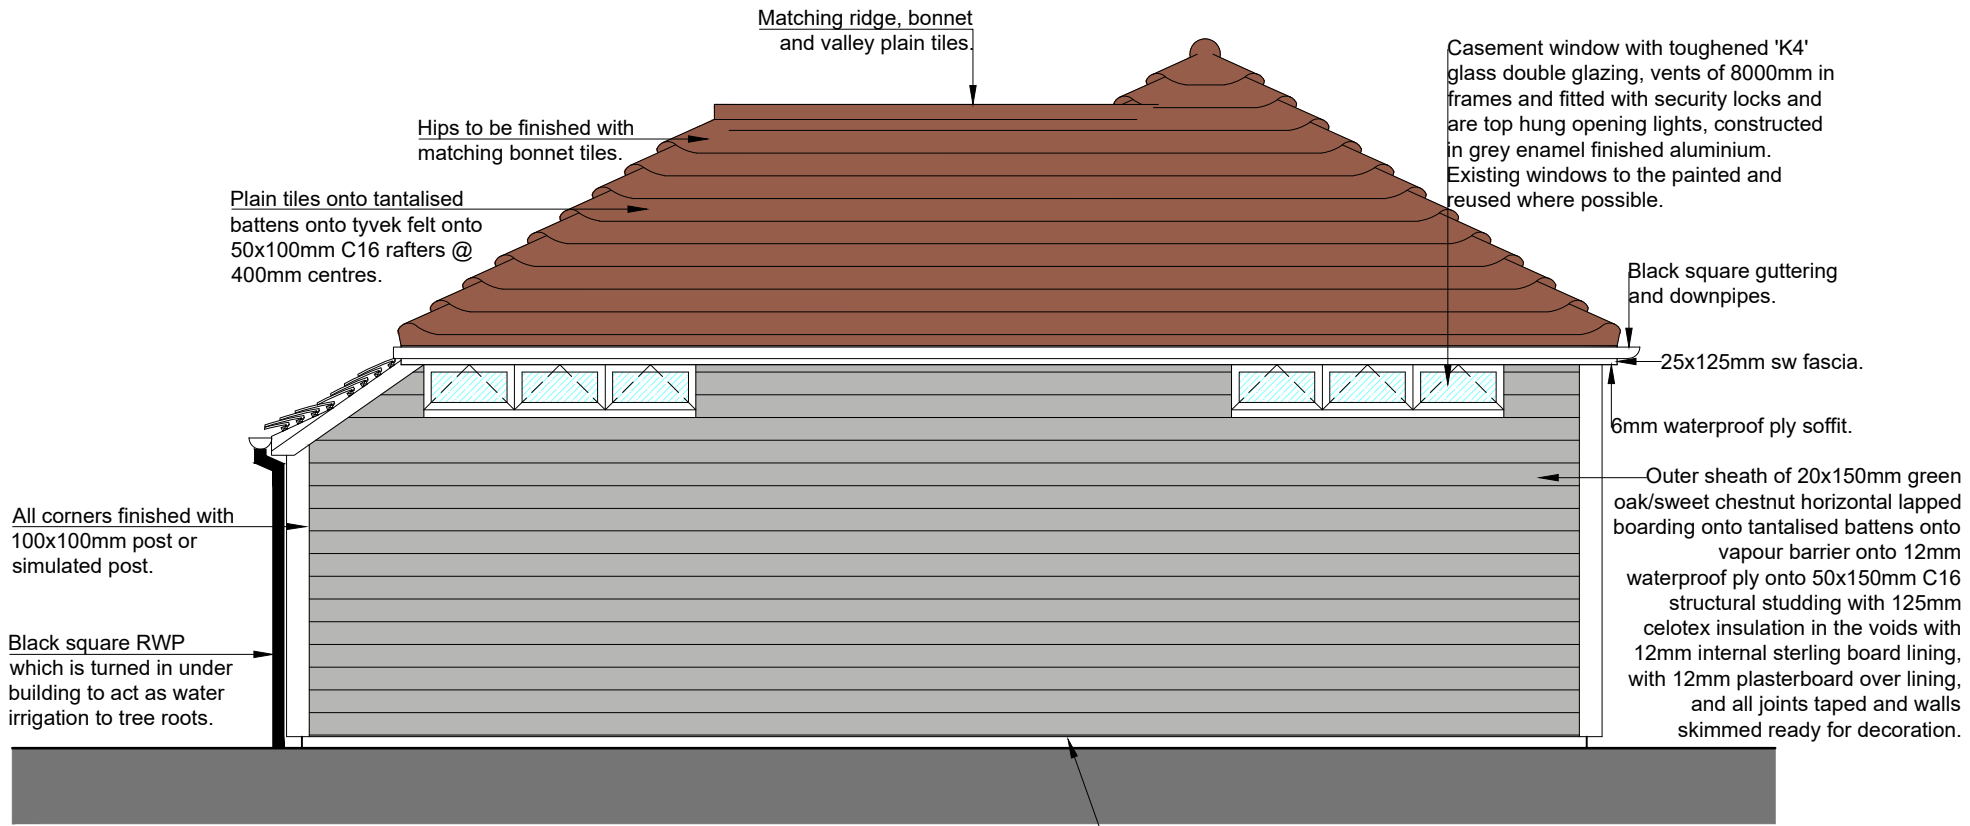 Matching ridge, bonnet
and valley plain tiles.
Casement window with toughened 'K4'
glass double glazing, vents of 8000mm in
frames and fitted with security locks and
are top hung opening lights, constructed
in grey enamel finished aluminium.
Existing windows to the painted and
reused where possible.
Hips to be finished with
matching bonnet tiles.
Plain tiles onto tantalised
battens onto tyvek felt onto
50x100mm C16 rafters @
400mm centres.
Black square guttering
and downpipes.
25x125mm sw fascia.
6mm waterproof ply soffit.
Outer sheath of 20x150mm green
oak/sweet chestnut horizontal lapped
boarding onto tantalised battens onto
vapour barrier onto 12mm
waterproof ply onto 50x150mm C16
structural studding with 125mm
celotex insulation in the voids with
12mm internal sterling board lining,
with 12mm plasterboard over lining,
and all joints taped and walls
skimmed ready for decoration.
All corners finished with
100x100mm post or
simulated post.
Black square RWP
which is turned in under
building to act as water
irrigation to tree roots.